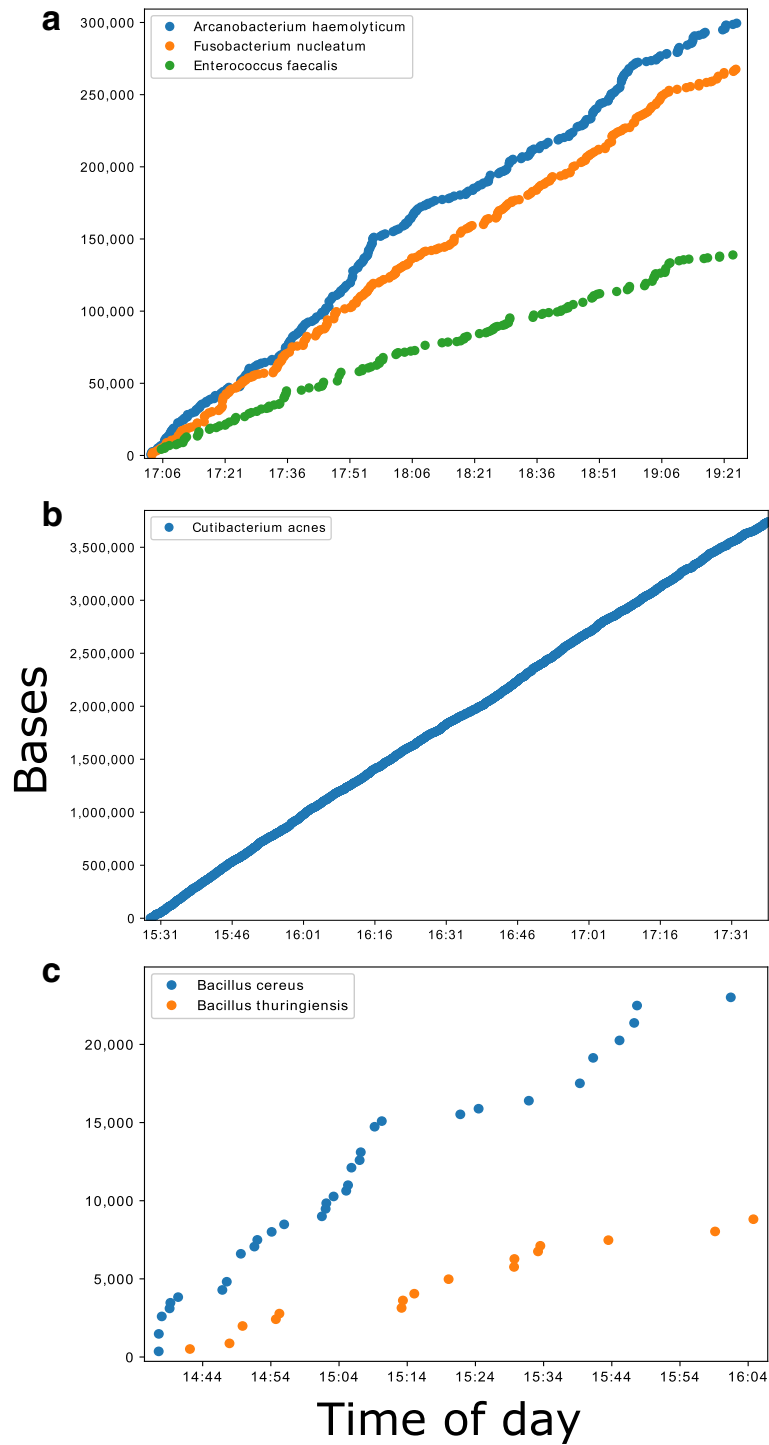 a
Arcanobacterium haemolyticum
Fusobacterium nucleatum
Enterococcus faecalis
300,000
250,000
200,000
150,000
100,000
50,000
0
17:06 17:21 17:36 17:51 18:06 18:21 18:36 18:51 19:06 19:21
b
Cutibacterium acnes
3,500,000
3,000,000
2,500,000
2,000,000
1,500,000
1,000,000
500,000
0
15:31 15:46 16:01 16:16 16:31 16:46 17:01 17:16 17:31
Bases
c
Bacillus cereus
Bacillus thuringiensis
20,000
15,000
10,000
5,000
0
14:44 14:54 15:04 15:14 15:24 15:34 15:44 15:54 16:04
Time of day